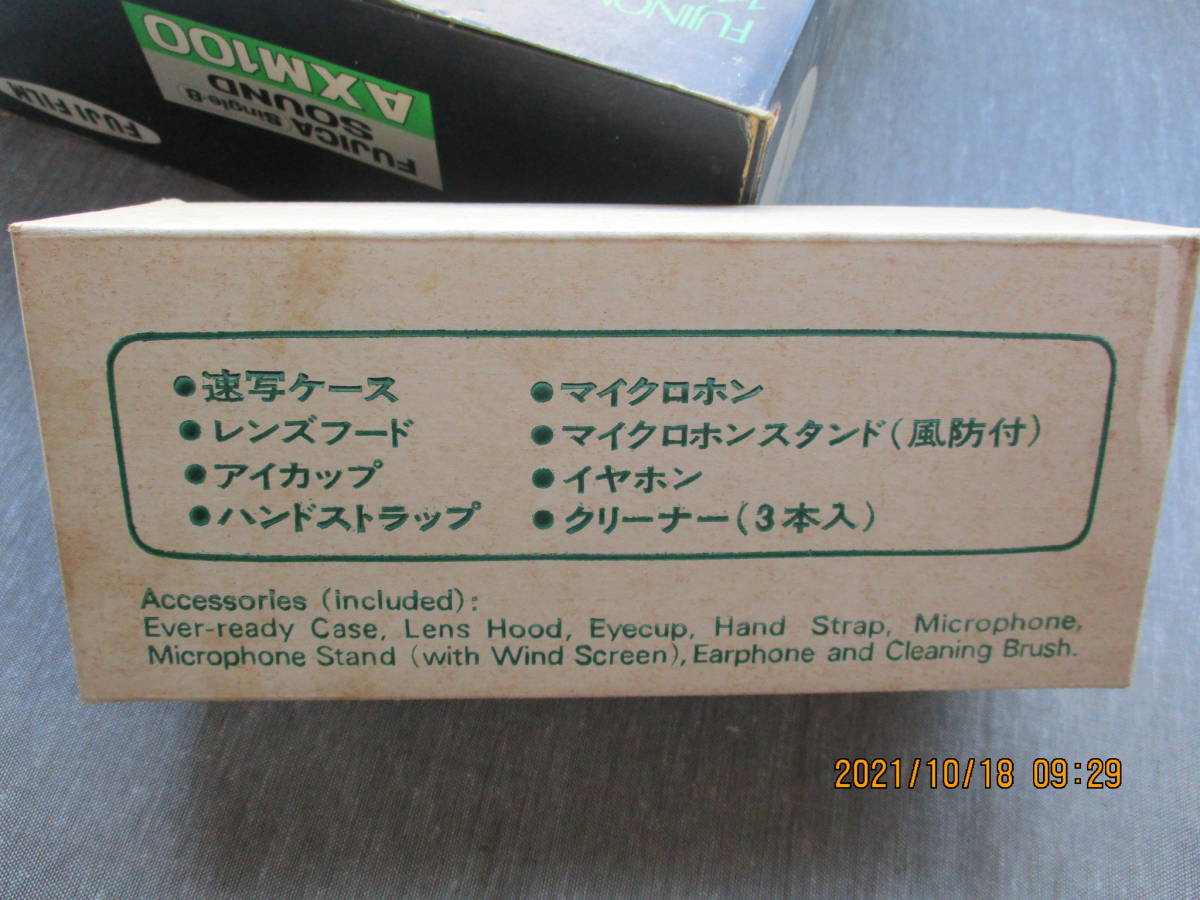 FUJINON
FUJI FILM
FUJICA Single-8
SOUND
AXM100
●速写ケース
●レンズフード
●アイカップ
●ハンドストラップ
●マイクロホン
●マイクロホンスタンド(風防付)
●イヤホン
●クリーナー(3本入)
Accessories (included):
Ever-ready Case, Lens Hood, Eyecup, Hand Strap, Microphone,
Microphone Stand (with Wind Screen), Earphone and Cleaning Brush.
2021/10/18 09:29